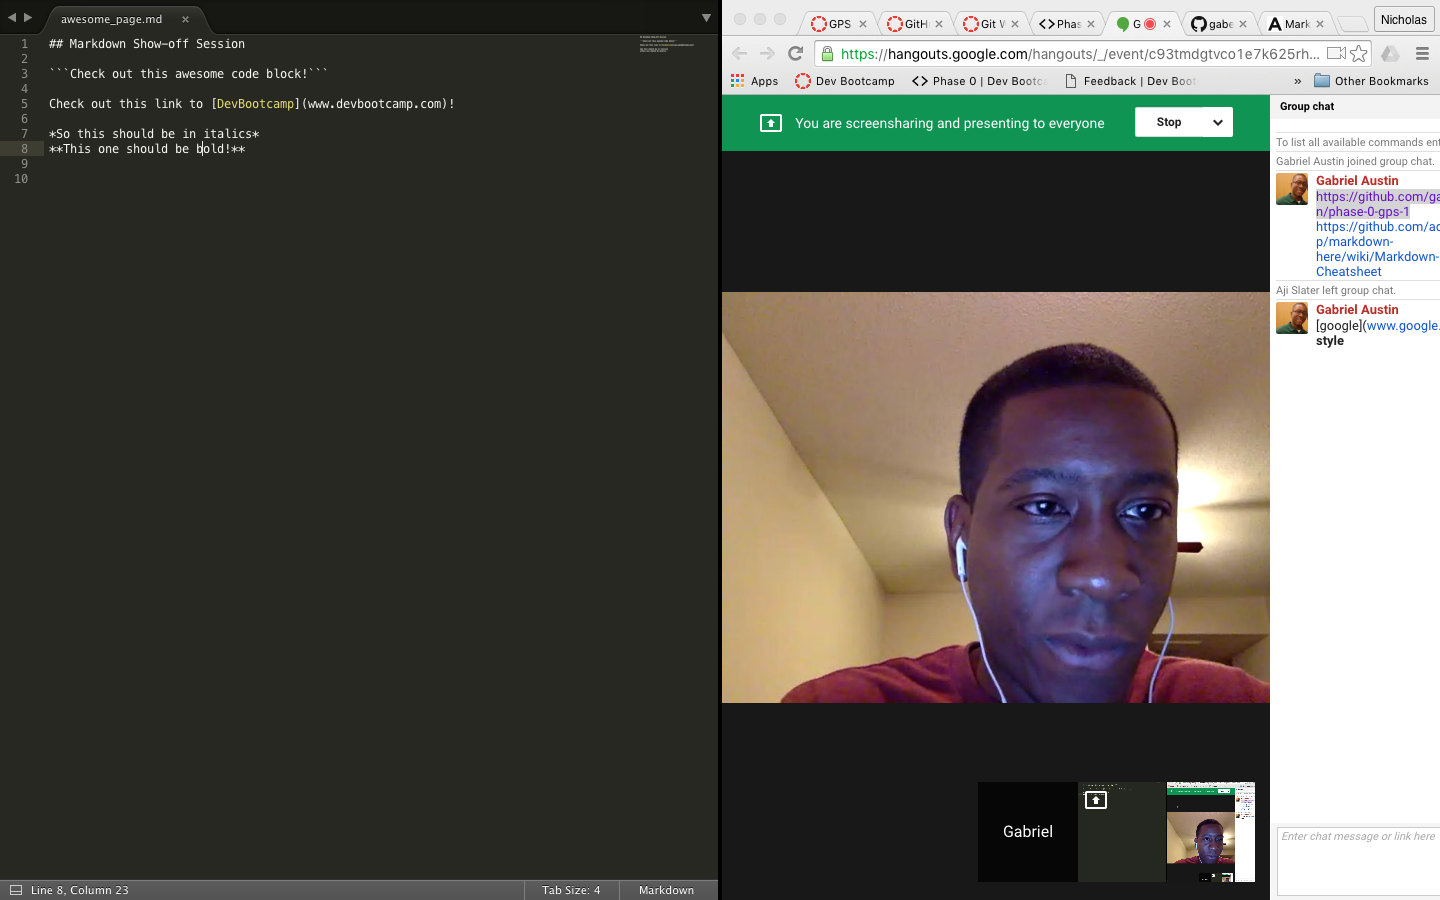 awesome_page.md
1 ## Markdown Show-off Session
2
3 ```Check out this awesome code block!```
4
5 Check out this link to [DevBootcamp](www.devbootcamp.com)!
6
7 *So this should be in italics*
8 **This one should be bold!**
9
10
Line 8, Column 23
Tab Size: 4
Markdown
GPS
GitH
Git W
<> Phas
G
gabe
Mark
Nicholas
https://hangouts.google.com/hangouts/_/event/c93tmdgtvco1e7k625rh...
Apps
Dev Bootcamp
<> Phase 0 | Dev Bootc
Feedback | Dev Boot
»
Other Bookmarks
You are screensharing and presenting to everyone
Stop
Gabriel
Group chat
To list all available commands ent
Gabriel Austin joined group chat.
Gabriel Austin
https://github.com/ga
n/phase-0-gps-1
https://github.com/ad
p/markdown-
here/wiki/Markdown-
Cheatsheet
Aji Slater left group chat.
Gabriel Austin
[google](www.google.
style
Enter chat message or link here